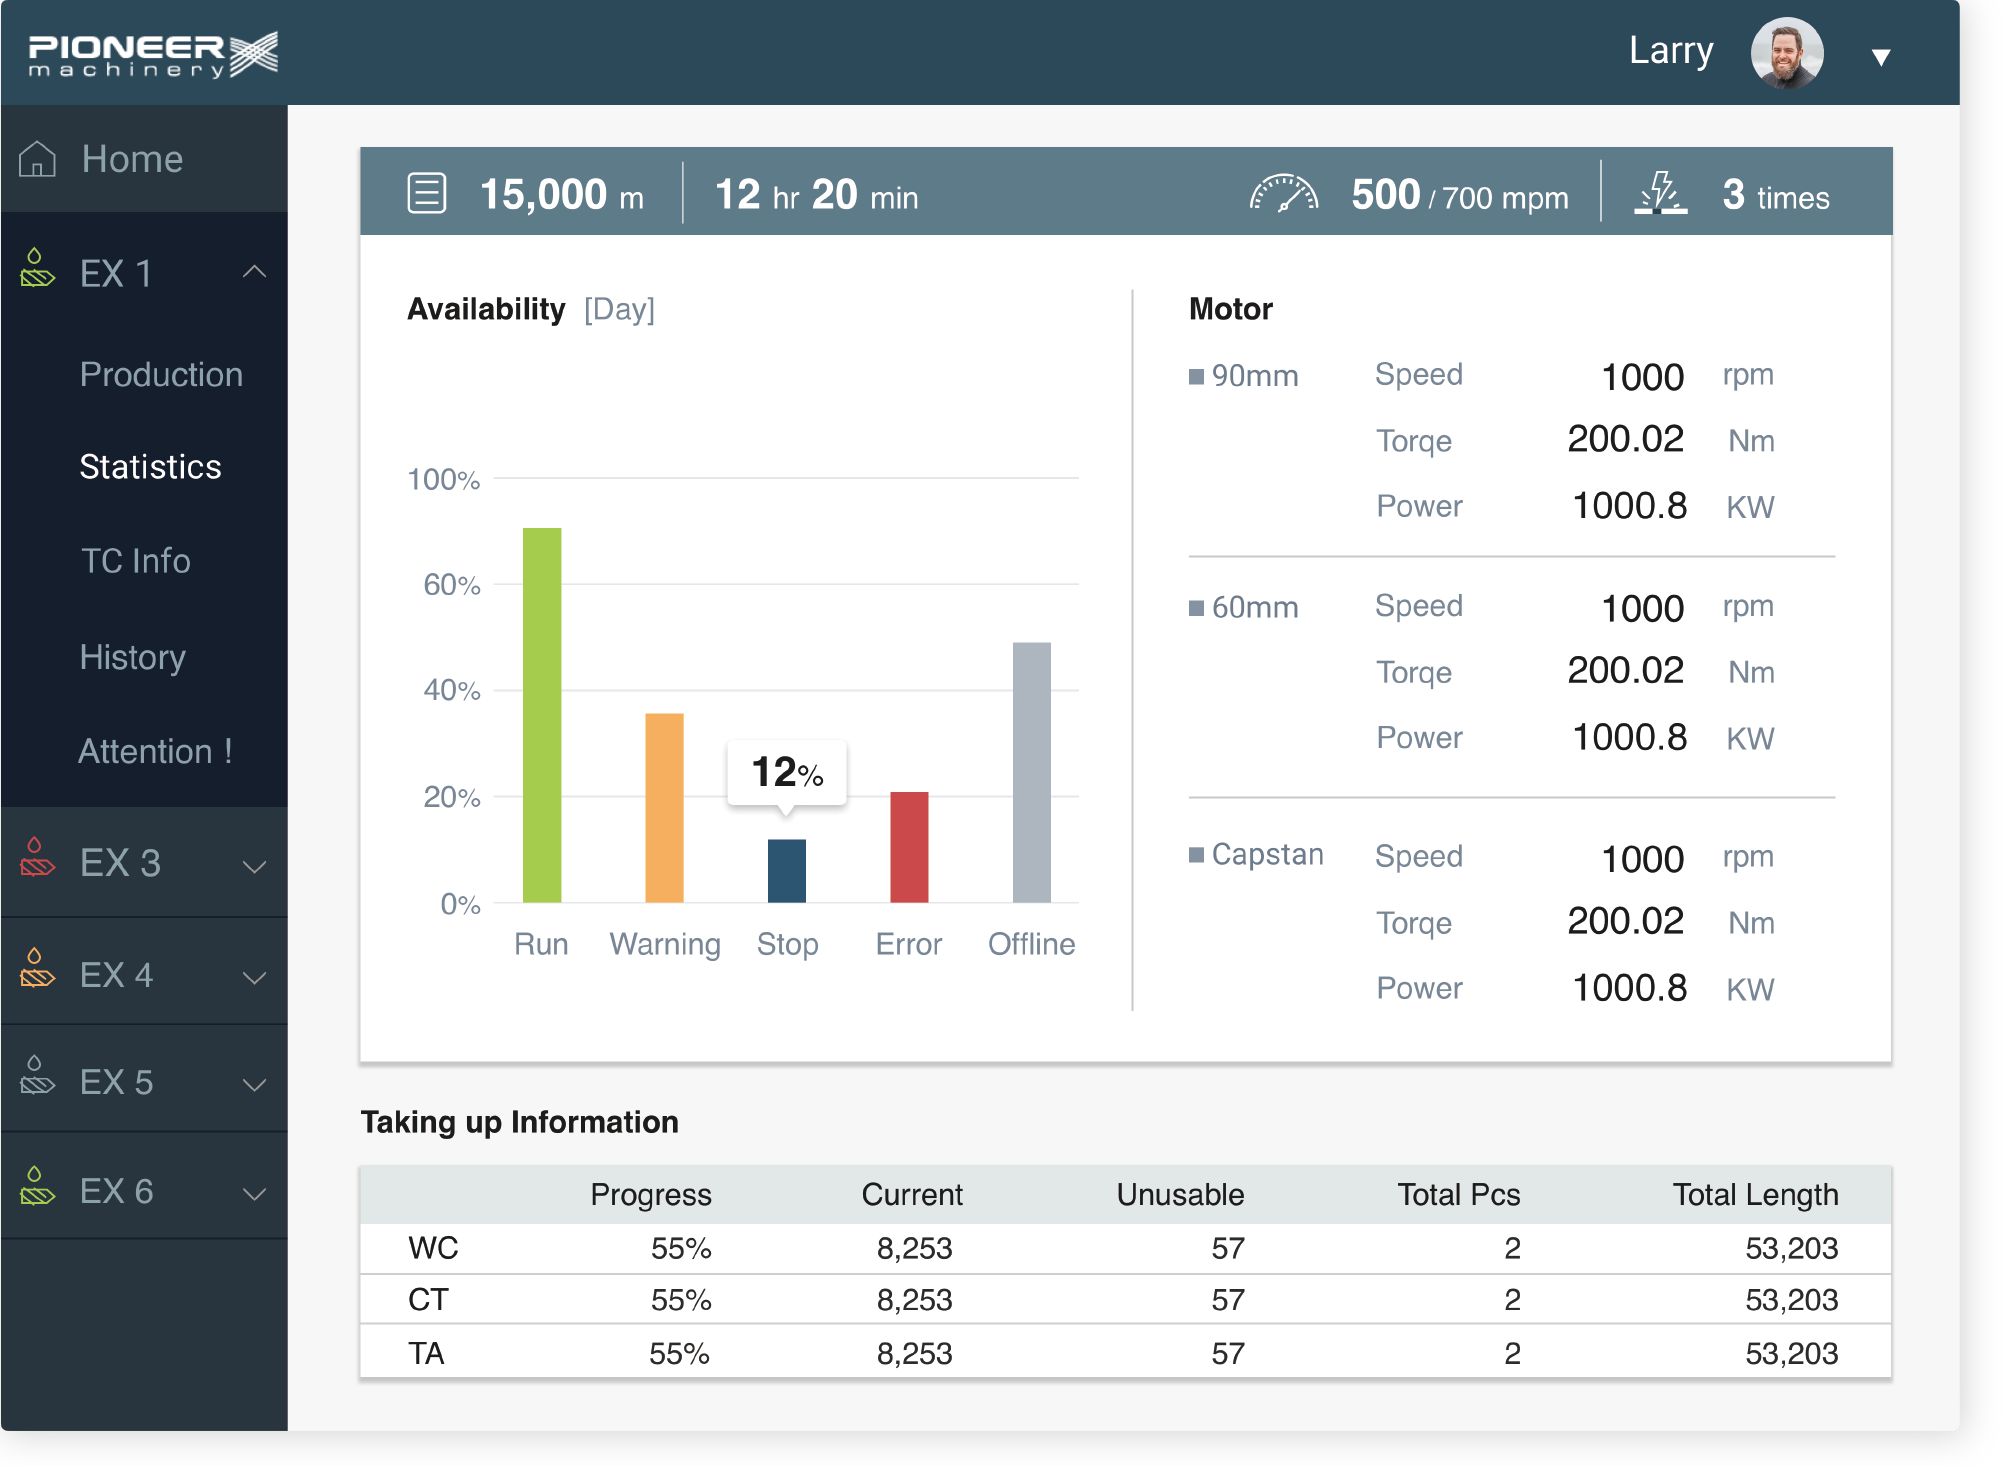 PIONEER
machinery
Larry
Home
EX 1
Production
Statistics
TC Info
History
Attention !
EX 3
EX 4
EX 5
EX 6
15,000 m 12 hr 20 min 500 / 700 mpm 3 times
Availability [Day]
100%
60%
40%
20%
0%
12%
Run Warning Stop Error Offline
Motor
90mm Speed 1000 rpm
Torqe 200.02 Nm
Power 1000.8 KW
60mm Speed 1000 rpm
Torqe 200.02 Nm
Power 1000.8 KW
Capstan Speed 1000 rpm
Torqe 200.02 Nm
Power 1000.8 KW
Taking up Information
Progress Current Unusable Total Pcs Total Length
WC 55% 8,253 57 2 53,203
CT 55% 8,253 57 2 53,203
TA 55% 8,253 57 2 53,203